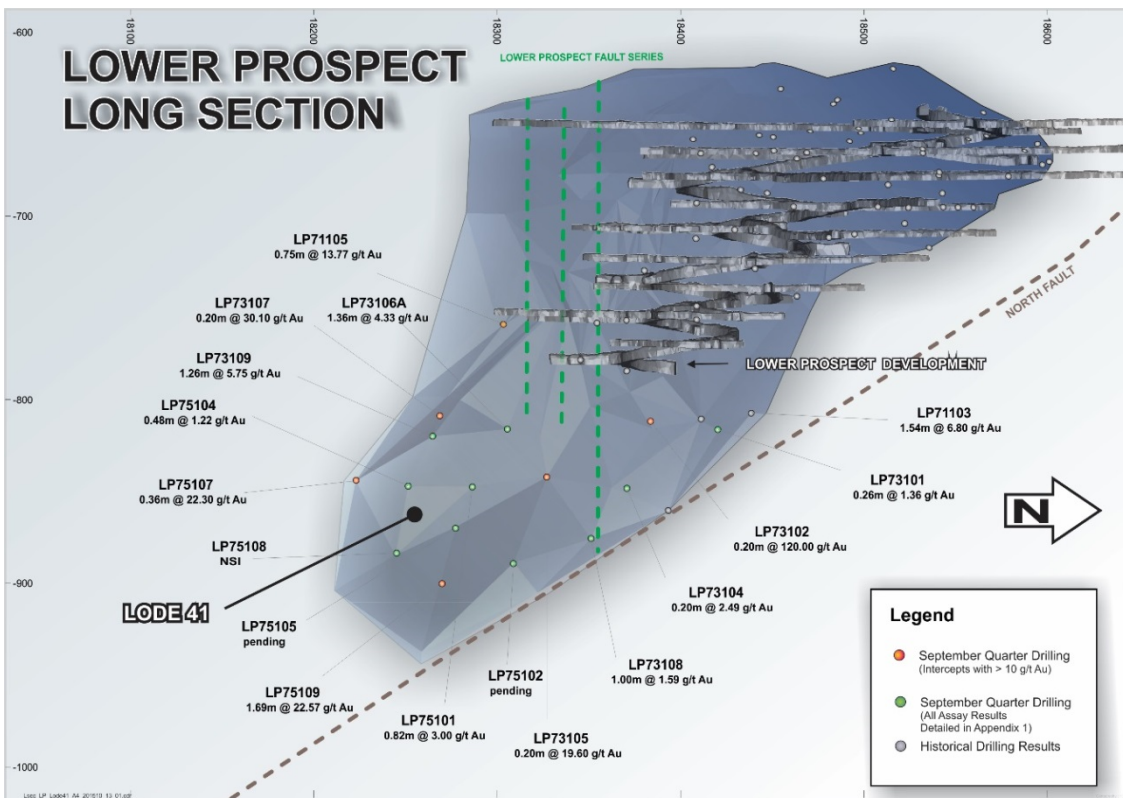 18100
18200
18300
18400
18500
18600
-600
-700
-800
-900
-1000
LOWER PROSPECT
LONG SECTION
LOWER PROSPECT FAULT SERIES
NORTH FAULT
LOWER PROSPECT DEVELOPMENT
LP71105
0.75m @ 13.77 g/t Au
LP73107
0.20m @ 30.10 g/t Au
LP73106A
1.36m @ 4.33 g/t Au
LP73109
1.26m @ 5.75 g/t Au
LP75104
0.48m @ 1.22 g/t Au
LP75107
0.36m @ 22.30 g/t Au
LP75108
NSI
LODE 41
LP75105
pending
LP75109
1.69m @ 22.57 g/t Au
LP75101
0.82m @ 3.00 g/t Au
LP75102
pending
LP73105
0.20m @ 19.60 g/t Au
LP73108
1.00m @ 1.59 g/t Au
LP73104
0.20m @ 2.49 g/t Au
LP73102
0.20m @ 120.00 g/t Au
LP73101
0.26m @ 1.36 g/t Au
LP71103
1.54m @ 6.80 g/t Au
N
Legend
September Quarter Drilling
(Intercepts with > 10 g/t Au)
September Quarter Drilling
(All Assay Results
Detailed in Appendix 1)
Historical Drilling Results